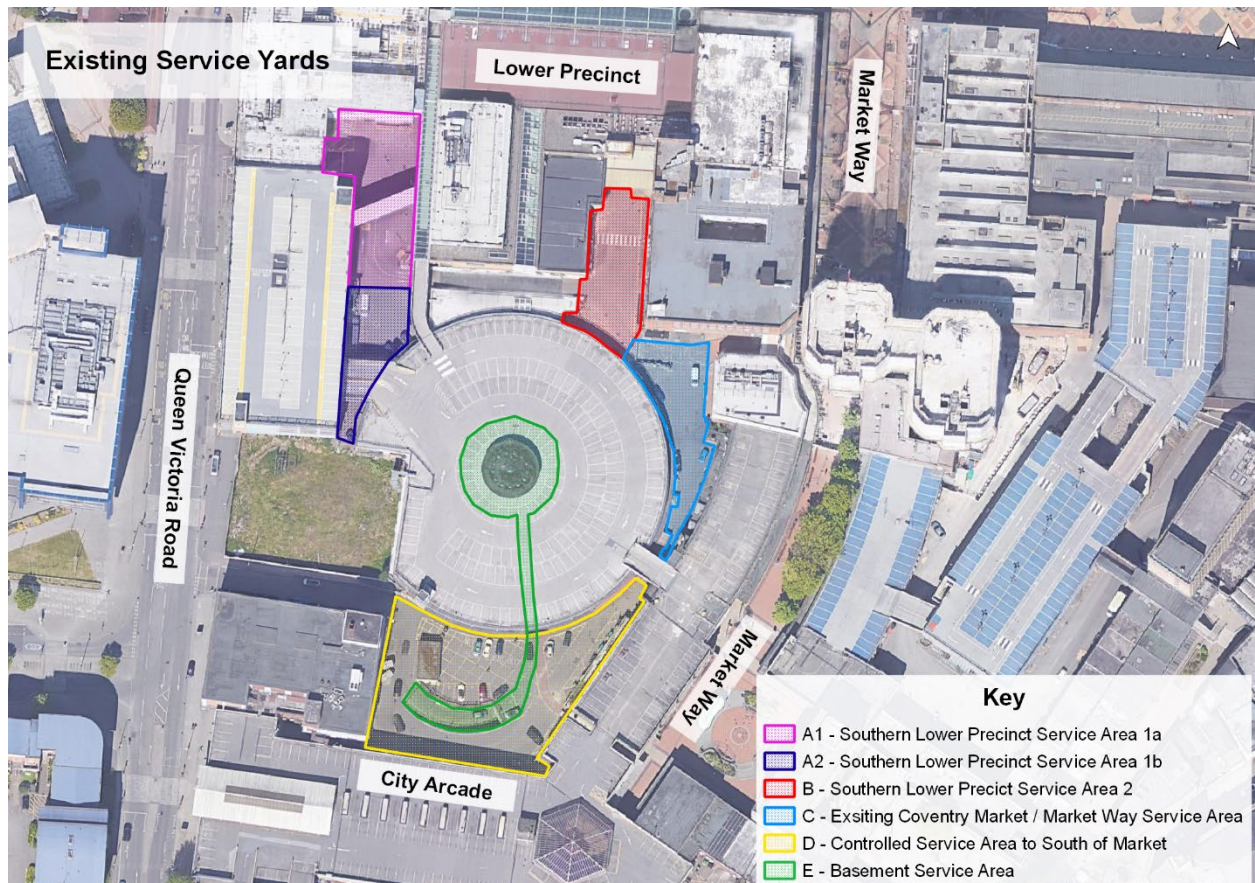 Existing Service Yards
Lower Precinct
Market Way
Queen Victoria Road
Market Way
City Arcade
Key
A1 - Southern Lower Precinct Service Area 1a
A2 - Southern Lower Precinct Service Area 1b
B - Southern Lower Precict Service Area 2
C - Exsiting Coventry Market / Market Way Service Area
D - Controlled Service Area to South of Market
E - Basement Service Area